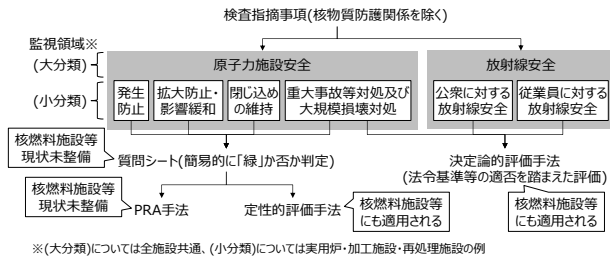 検査指摘事項(核物質防護関係を除く)
監視領域※
(大分類)
原子力施設安全
放射線安全
(小分類)
発生
防止
拡大防止・
影響緩和
閉じ込め
の維持
重大事故等対処及び
大規模損壊対処
公衆に対する
放射線安全
従業員に対する
放射線安全
核燃料施設等
現状未整備
質問シート(簡易的に「緑」か否か判定)
決定論的評価手法
(法令基準等の適否を踏まえた評価)
核燃料施設等
現状未整備
PRA手法
定性的評価手法
核燃料施設等
にも適用される
核燃料施設等
にも適用される
※(大分類)については全施設共通、(小分類)については実用炉・加工施設・再処理施設の例